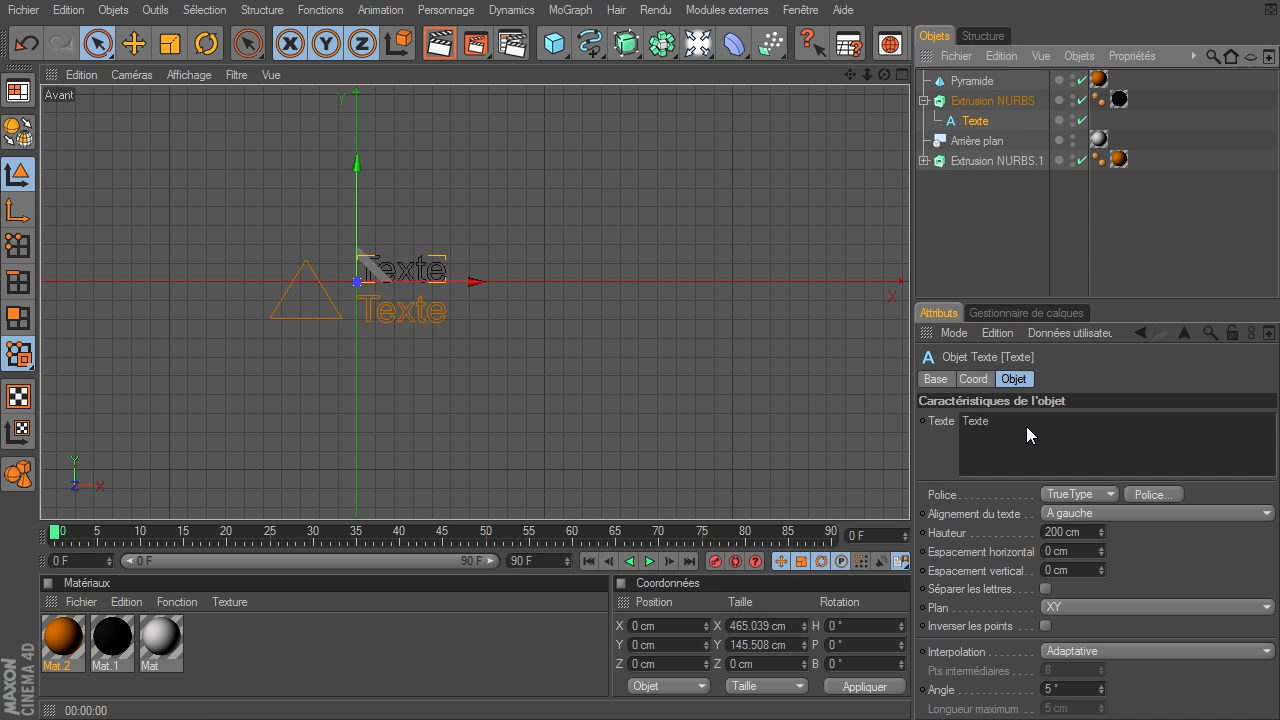 Fichier Edition Objets Outils Sélection Structure Fonctions Animation Personnage Dynamics MoGraph Hair Rendu Modules externes Fenêtre Aide
Edition Caméras Affichage Filtre Vue
Avant
Y
X
Texte
Texte
Y
Z X
0 5 10 15 20 25 30 35 40 45 50 55 60 65 70 75 80 85 90 0 F
0 F 0 F 90 F 90 F
Matériaux
Fichier Edition Fonction Texture
Mat.2 Mat.1 Mat
Coordonnées
Position Taille Rotation
X 0 cm X 465.039 cm H 0 °
Y 0 cm Y 145.508 cm P 0 °
Z 0 cm Z 0 cm B 0 °
Objet Taille Appliquer
00:00:00
MAXON
CINEMA 4D
Objets Structure
Fichier Edition Vue Objets Propriétés
Pyramide
Extrusion NURBS
Texte
Arrière plan
Extrusion NURBS.1
Attributs Gestionnaire de calques
Mode Edition Données utilisateu
Objet Texte [Texte]
Base Coord. Objet
Caractéristiques de l'objet
Texte Texte
Police TrueType Police...
Alignement du texte A gauche
Hauteur 200 cm
Espacement horizontal 0 cm
Espacement vertical 0 cm
Séparer les lettres
Plan XY
Inverser les points
Interpolation Adaptative
Pts intermédiaires 8
Angle 5 °
Longueur maximum 5 cm